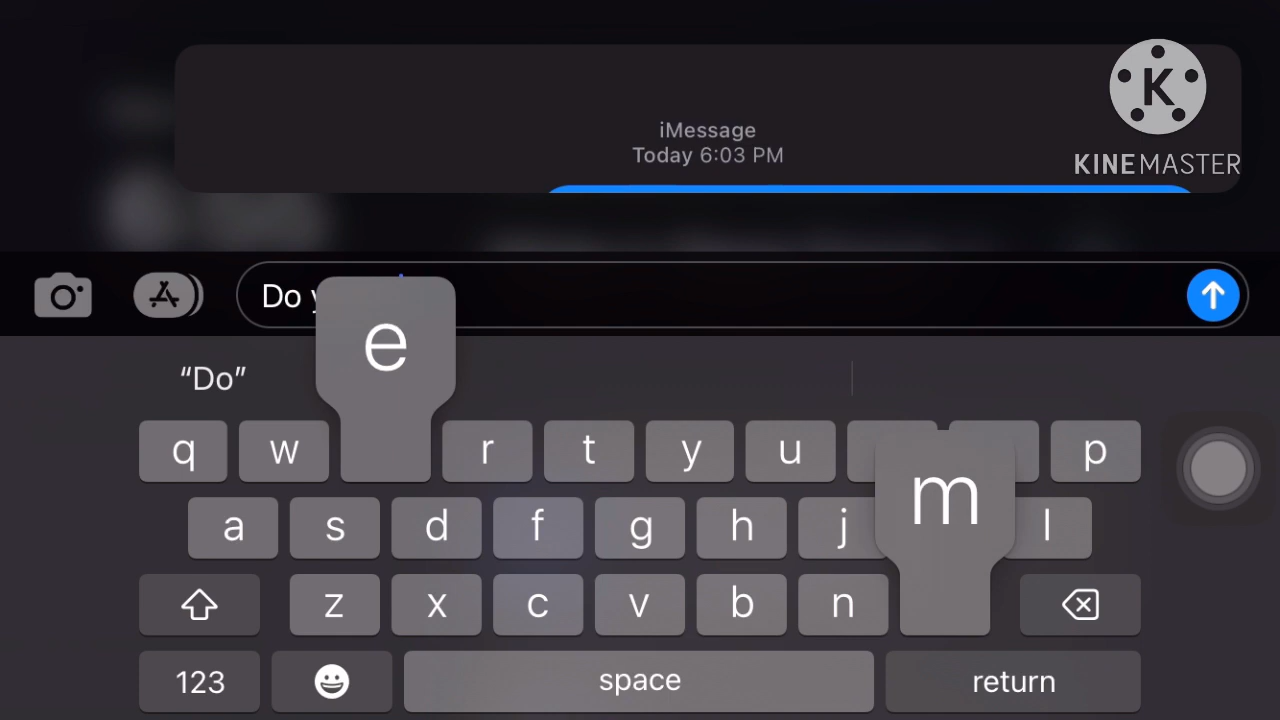 iMessage
Today 6:03 PM
K
KINEMASTER
Do y
“Do”
e
q w r t y u p
m
a s d f g h j l
z x c v b n
123 space return